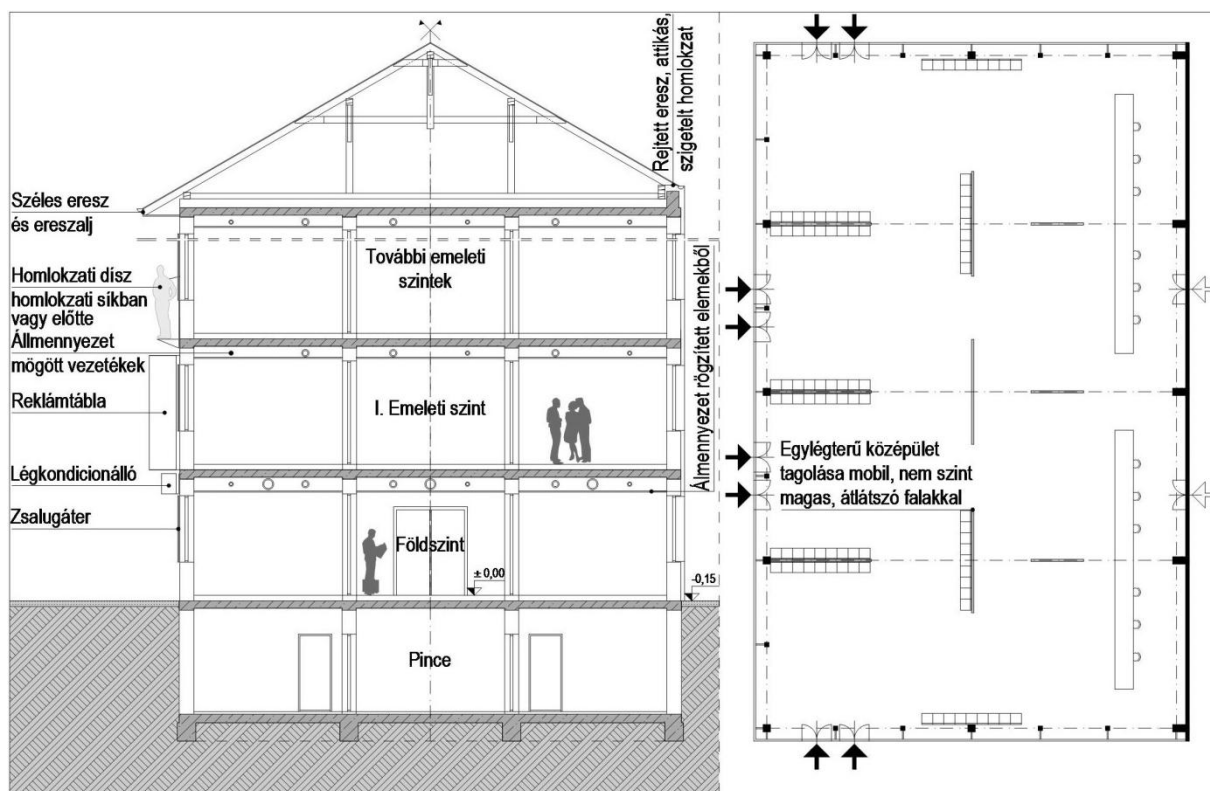 Rejtett eresz, attikás,
szigetelt homlokzat
Széles eresz
és ereszalj
További emeleti
szintek
Homlokzati dísz
homlokzati síkban
vagy előtte
Állmennyezet
mögött vezetékek
Reklámtábla
I. Emeleti szint
Álmennyezet rögzített elemekből
Légkondicionálló
Zsalugáter
Földszint
± 0,00
-0,15
Pince
Egylégterű középület
tagolása mobil, nem szint
magas, átlátszó falakkal